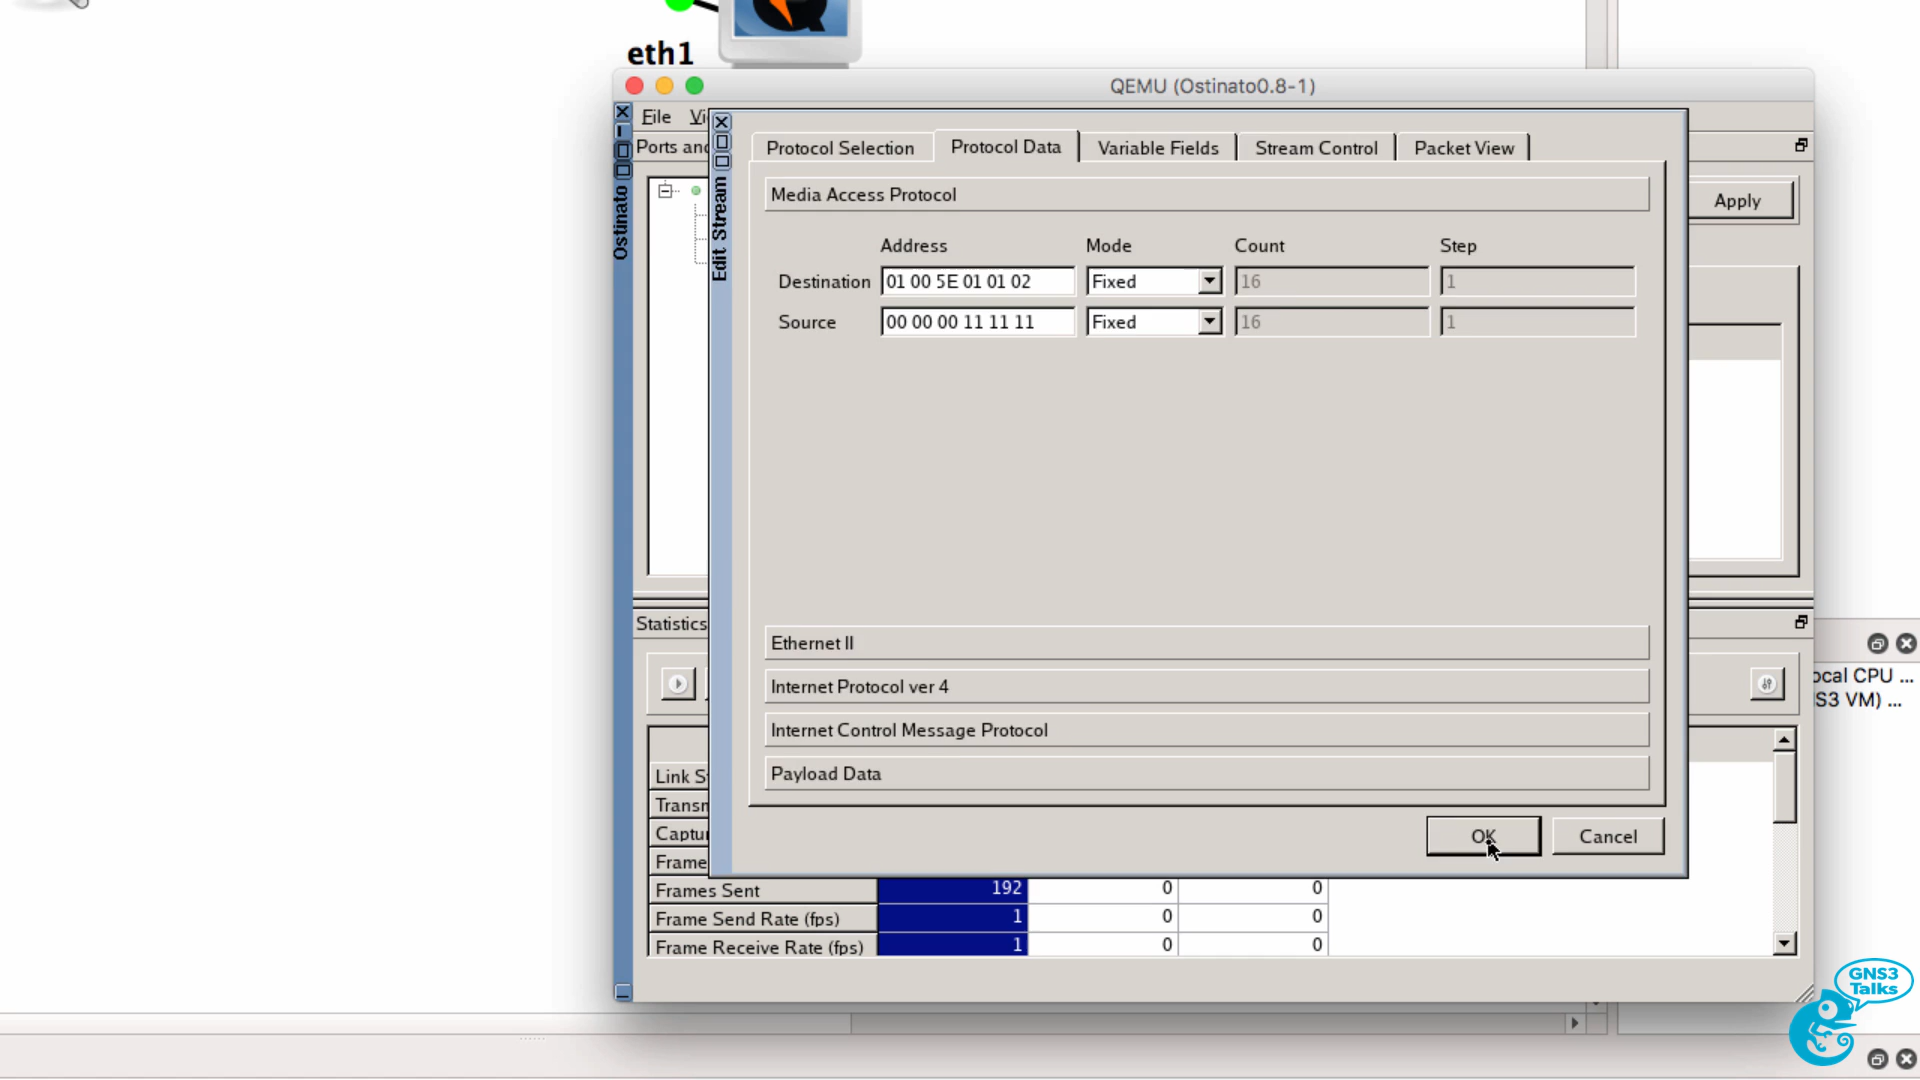 eth1
QEMU (Ostinato0.8-1)
File
Ports
Apply
Ostinato
Edit Stream
Protocol Selection
Protocol Data
Variable Fields
Stream Control
Packet View
Media Access Protocol
Address Mode Count Step
Destination 01 00 5E 01 01 02 Fixed 16 1
Source 00 00 00 11 11 11 Fixed 16 1
Ethernet II
Internet Protocol ver 4
Internet Control Message Protocol
Payload Data
OK
Cancel
Statistics
Link
Frame
Frames Sent 192 0 0
Frame Send Rate (fps) 1 0 0
Frame Receive Rate (fps) 1 0 0
CPU ...
VM) ...
GNS3
Talks